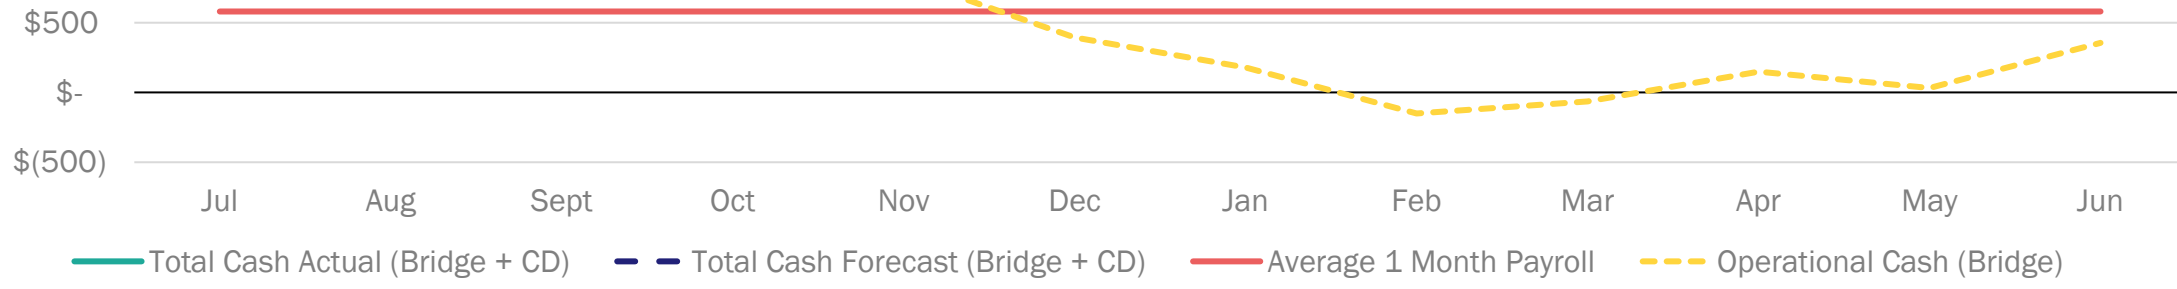 $500
$-
$(500)
Jul Aug Sept Oct Nov Dec Jan Feb Mar Apr May Jun
Total Cash Actual (Bridge + CD) Total Cash Forecast (Bridge + CD) Average 1 Month Payroll Operational Cash (Bridge)